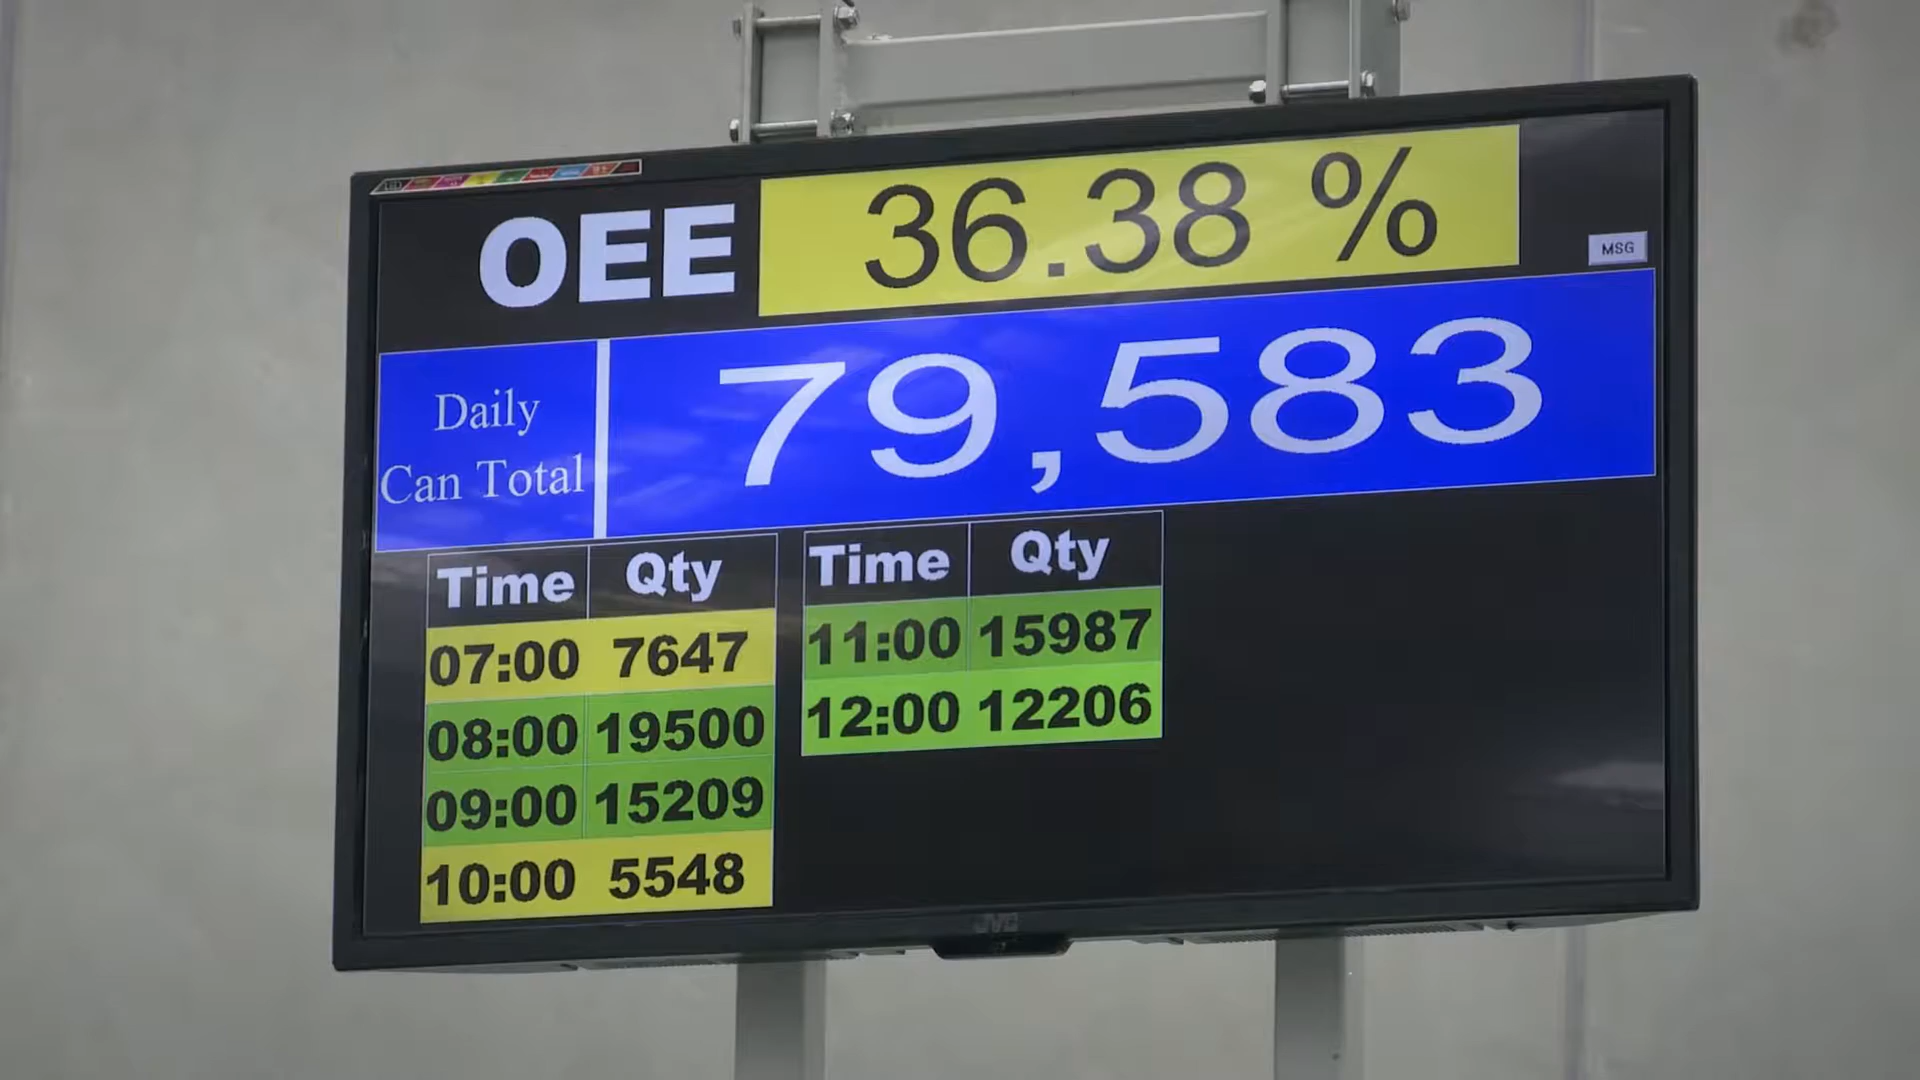 OEE 36.38 %
MSG
Daily
Can Total
79,583
Time Qty
07:00 7647
08:00 19500
09:00 15209
10:00 5548
Time Qty
11:00 15987
12:00 12206
JVC